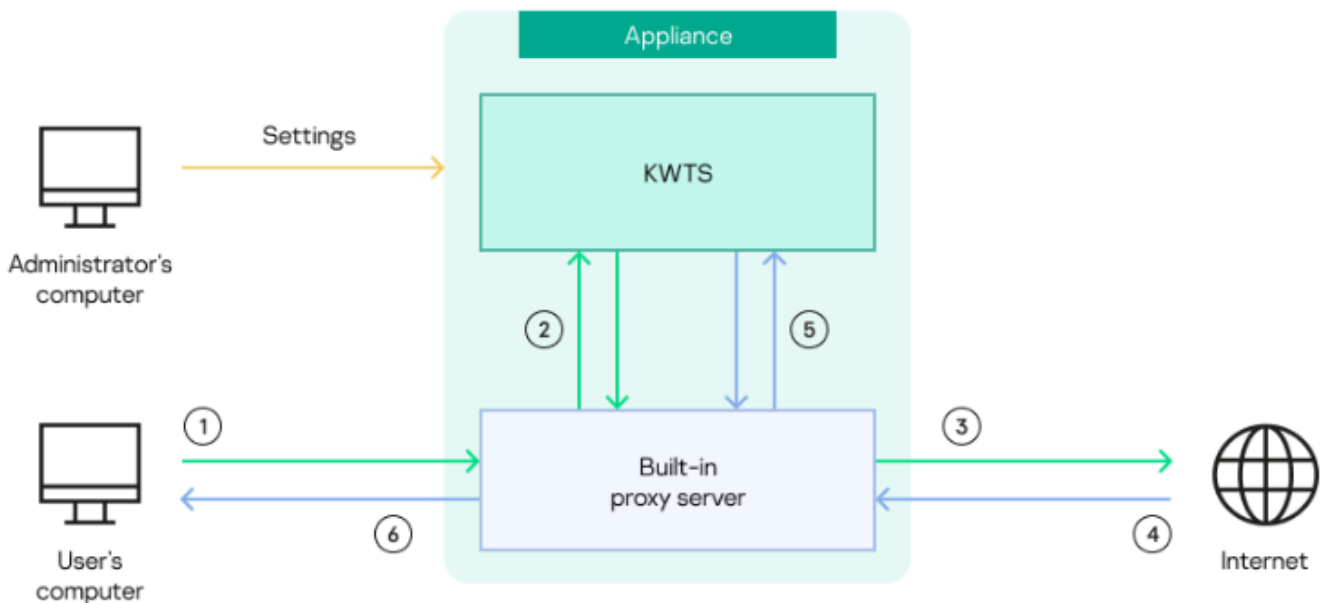 Appliance
Settings
KWTS
Administrator's
computer
2
5
1
3
Built-in
proxy server
6
4
User's
computer
Internet